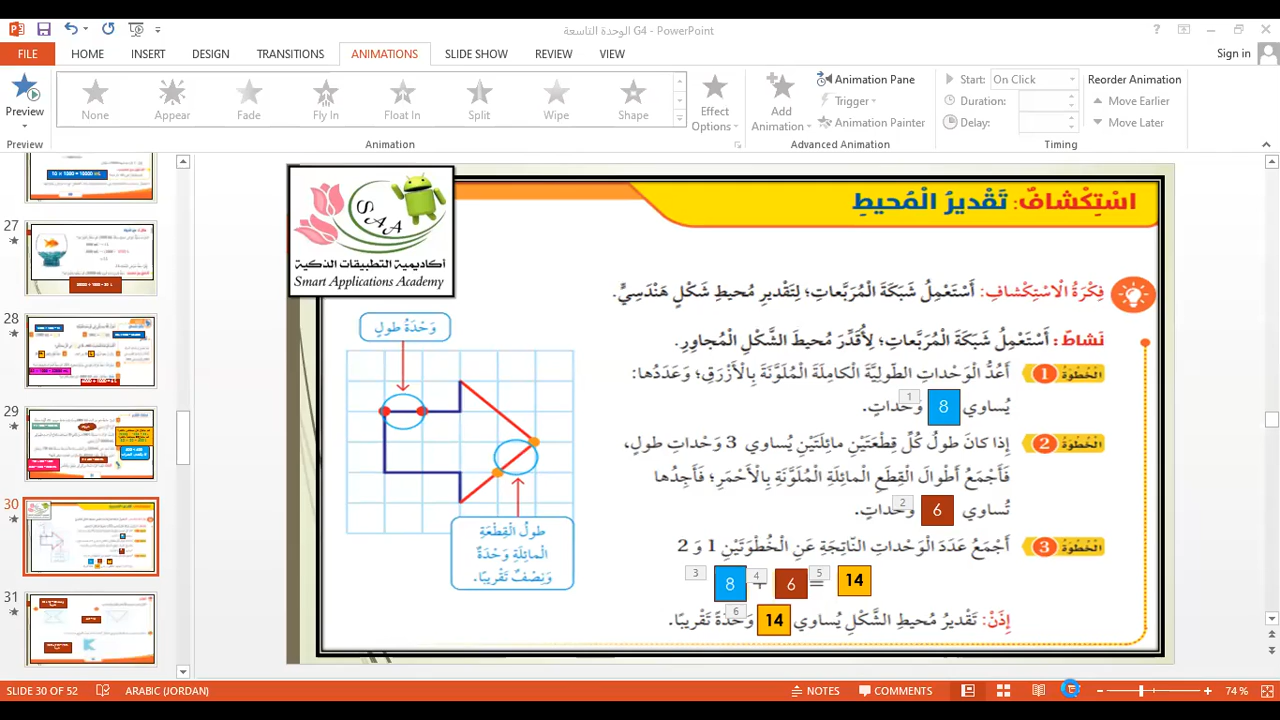 الوحدة التاسعة G4 - PowerPoint
FILE HOME INSERT DESIGN TRANSITIONS ANIMATIONS SLIDE SHOW REVIEW VIEW Sign in
Preview
None Appear Fade Fly In Float In Split Wipe Shape
Effect Options
Add Animation
Animation Pane
Trigger
Animation Painter
Start: On Click
Duration:
Delay:
Reorder Animation
Move Earlier
Move Later
Preview Animation Advanced Animation Timing
27
28
29
30
31
أكاديمية التطبيقات الذكية
Smart Applications Academy
SAA
اسْتِكْشافٌ: تَقْديرُ الْمُحيطِ
فِكْرَةُ الْاسْتِكْشافِ: أَسْتَعْمِلُ شَبَكَةَ الْمُرَبَّعاتِ؛ لِتَقْديرِ مُحيطِ شَكْلٍ هَنْدَسِيٍّ.
نَشاطٌ: أَسْتَعْمِلُ شَبَكَةَ الْمُرَبَّعاتِ؛ لِأُقَدِّرَ مُحيطَ الشَّكْلِ الْمُجاوِرِ.
الْخُطْوَةُ 1 أَعُدُّ الْوَحْداتِ الطّولِيَّةَ الْكامِلَةَ الْمُلَوَّنَةَ بِالْأَزْرَقِ؛ وَعَدَدُها:
يُساوي 8 وَحَداتٍ.
1
الْخُطْوَةُ 2 إِذا كانَ طولُ كُلِّ قِطْعَتَيْنِ مائِلَتَيْنِ يُساوي 3 وَحَداتِ طولٍ،
فَأَجْمَعُ أَطْوالَ الْقِطَعِ الْمائِلَةِ الْمُلَوَّنَةِ بِالْأَحْمَرِ؛ فَأَجِدُها
تُساوي 6 وَحَداتٍ.
2
الْخُطْوَةُ 3 أَجْمَعُ عَدَدَ الْوَحَداتِ النّاتِجَةِ عَنِ الْخُطْوَتَيْنِ 1 وَ 2
3 4 5
8 + 6 = 14
إِذَنْ: تَقْديرُ مُحيطِ الشَّكْلِ يُساوي 14 وَحْدَةً تَقْريبًا.
6
وَحْدَةُ طولٍ
طولُ الْقِطْعَةِ
الْمائِلَةِ وَحْدَةٌ
وَنِصْفٌ تَقْريبًا.
SLIDE 30 OF 52 ARABIC (JORDAN) NOTES COMMENTS 74 %